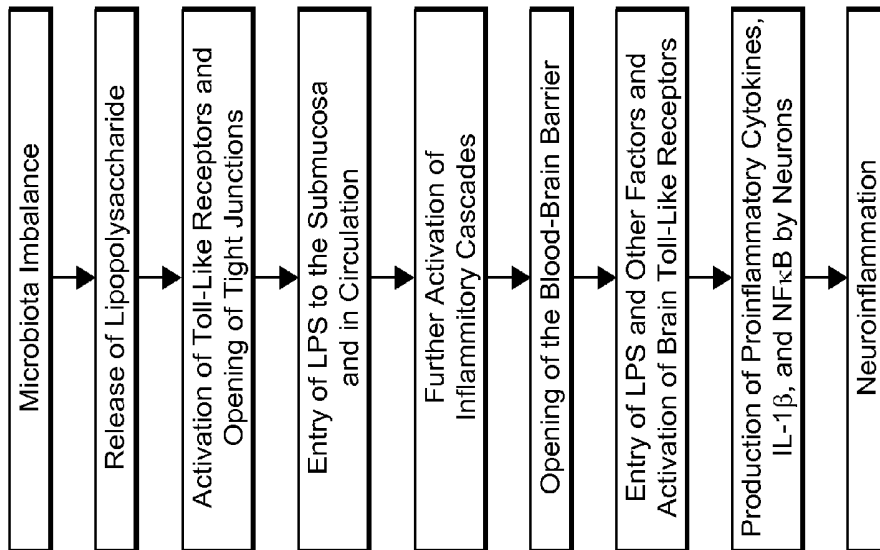 Microbiota Imbalance
Release of Lipopolysaccharide
Activation of Toll-Like Receptors and
Opening of Tight Junctions
Entry of LPS to the Submucosa
and in Circulation
Further Activation of
Inflammitory Cascades
Opening of the Blood-Brain Barrier
Entry of LPS and Other Factors and
Activation of Brain Toll-Like Receptors
Production of Proinflammatory Cytokines,
IL-1β, and NFκB by Neurons
Neuroinflammation